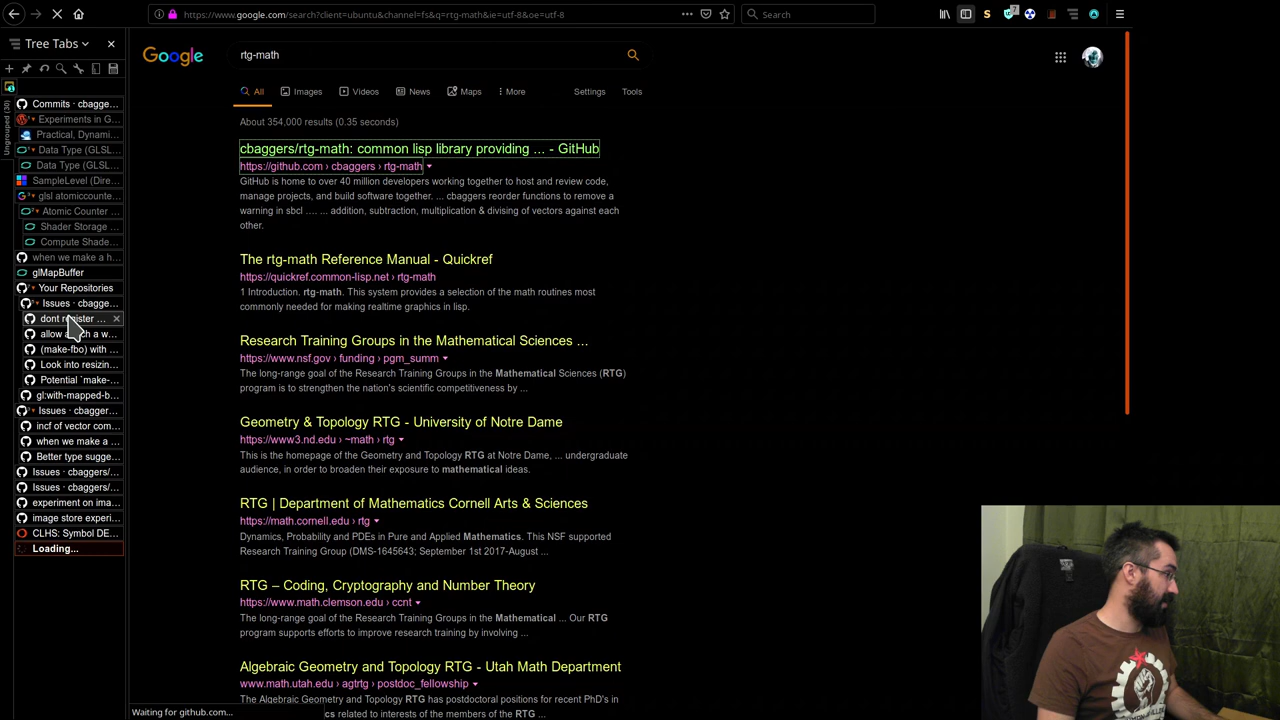 https://www.google.com/search?client=ubuntu&channel=fs&q=rtg-math&ie=utf-8&oe=utf-8
Search
S
7
Tree Tabs
Ungrouped (30)
Commits · cbagge...
Experiments in G...
Practical, Dynami...
Data Type (GLSL...
Data Type (GLSL...
SampleLevel (Dire...
glsl atomiccounte...
Atomic Counter ...
Shader Storage ...
Compute Shade...
when we make a h...
glMapBuffer
Your Repositories
Issues · cbagge...
dont register ...
allow
a w...
(make-fbo) with ...
Look into resizin...
Potential `make-...
gl:with-mapped-b...
Issues · cbagger...
incf of vector com...
when we make a ...
Better type sugge...
Issues · cbaggers/...
Issues · cbaggers/...
experiment on ima...
image store experi...
CLHS: Symbol DE...
Loading...
Google
rtg-math
All
Images
Videos
News
Maps
More
Settings
Tools
About 354,000 results (0.35 seconds)
cbaggers/rtg-math: common lisp library providing ... - GitHub
https://github.com › cbaggers › rtg-math
GitHub is home to over 40 million developers working together to host and review code,
manage projects, and build software together. ... cbaggers reorder functions to remove a
warning in sbcl .... ... addition, subtraction, multiplication & divising of vectors against each
other.
The rtg-math Reference Manual - Quickref
https://quickref.common-lisp.net › rtg-math
1 Introduction. rtg-math. This system provides a selection of the math routines most
commonly needed for making realtime graphics in lisp.
Research Training Groups in the Mathematical Sciences ...
https://www.nsf.gov › funding › pgm_summ
The long-range goal of the Research Training Groups in the Mathematical Sciences (RTG)
program is to strengthen the nation's scientific competitiveness by ...
Geometry & Topology RTG - University of Notre Dame
https://www3.nd.edu › ~math › rtg
This is the homepage of the Geometry and Topology RTG at Notre Dame, ... undergraduate
audience, in order to broaden their exposure to mathematical ideas.
RTG | Department of Mathematics Cornell Arts & Sciences
https://math.cornell.edu › rtg
Dynamics, Probability and PDEs in Pure and Applied Mathematics. This NSF supported
Research Training Group (DMS-1645643; September 1st 2017-August ...
RTG – Coding, Cryptography and Number Theory
https://www.math.clemson.edu › ccnt
The long-range goal of the Research Training Groups in the Mathematical ... Our RTG
program supports efforts to improve research training by involving ...
Algebraic Geometry and Topology RTG - Utah Math Department
https://www.math.utah.edu › agtrtg › postdoc_fellowship
The Algebraic Geometry and Topology RTG has postdoctoral positions for recent PhD's in
cs related to interests of the members of the RTG ...
Waiting for github.com...